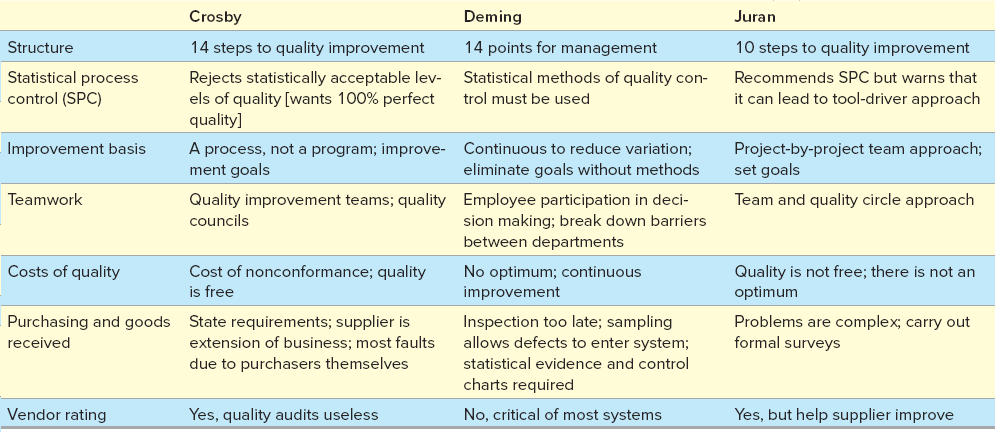 Crosby Deming Juran
Structure 14 steps to quality improvement 14 points for management 10 steps to quality improvement
Statistical process Rejects statistically acceptable lev- Statistical methods of quality con- Recommends SPC but warns that
control (SPC) els of quality [wants 100% perfect trol must be used it can lead to tool-driver approach
quality]
Improvement basis A process, not a program; improve- Continuous to reduce variation; Project-by-project team approach;
ment goals eliminate goals without methods set goals
Teamwork Quality improvement teams; quality Employee participation in deci- Team and quality circle approach
councils sion making; break down barriers
between departments
Costs of quality Cost of nonconformance; quality No optimum; continuous Quality is not free; there is not an
is free improvement optimum
Purchasing and goods State requirements; supplier is Inspection too late; sampling Problems are complex; carry out
received extension of business; most faults allows defects to enter system; formal surveys
due to purchasers themselves statistical evidence and control
charts required
Vendor rating Yes, quality audits useless No, critical of most systems Yes, but help supplier improve